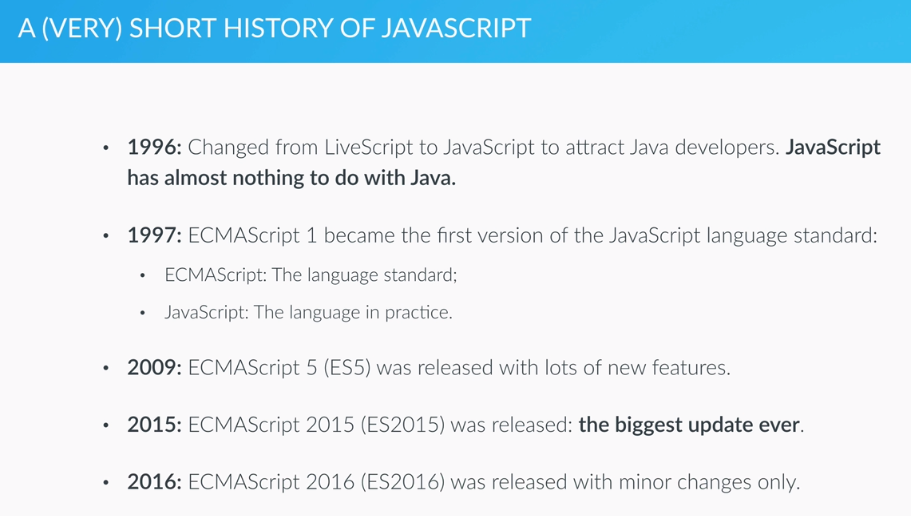 A (VERY) SHORT HISTORY OF JAVASCRIPT
• 1996: Changed from LiveScript to JavaScript to attract Java developers. JavaScript
has almost nothing to do with Java.
• 1997: ECMAScript 1 became the first version of the JavaScript language standard:
• ECMAScript: The language standard;
• JavaScript: The language in practice.
• 2009: ECMAScript 5 (ES5) was released with lots of new features.
• 2015: ECMAScript 2015 (ES2015) was released: the biggest update ever.
• 2016: ECMAScript 2016 (ES2016) was released with minor changes only.